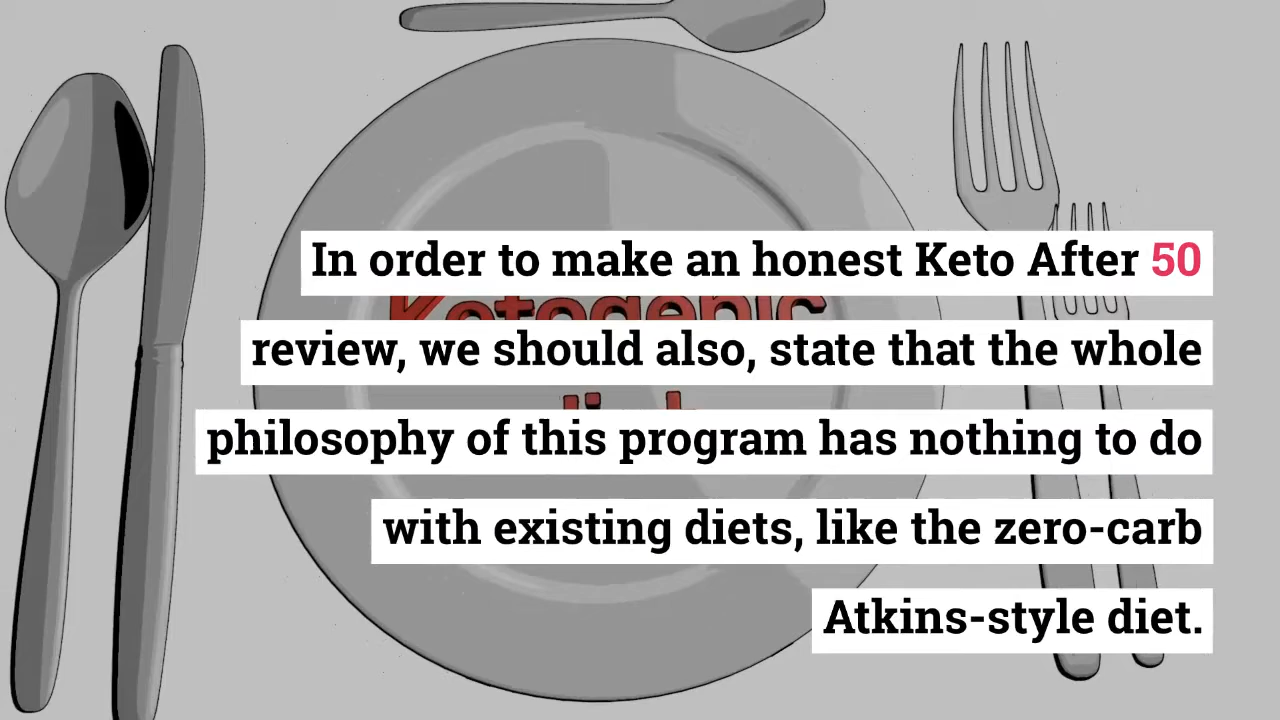 In order to make an honest Keto After 50
Ketogenic
review, we should also, state that the whole
philosophy of this program has nothing to do
with existing diets, like the zero-carb
Atkins-style diet.